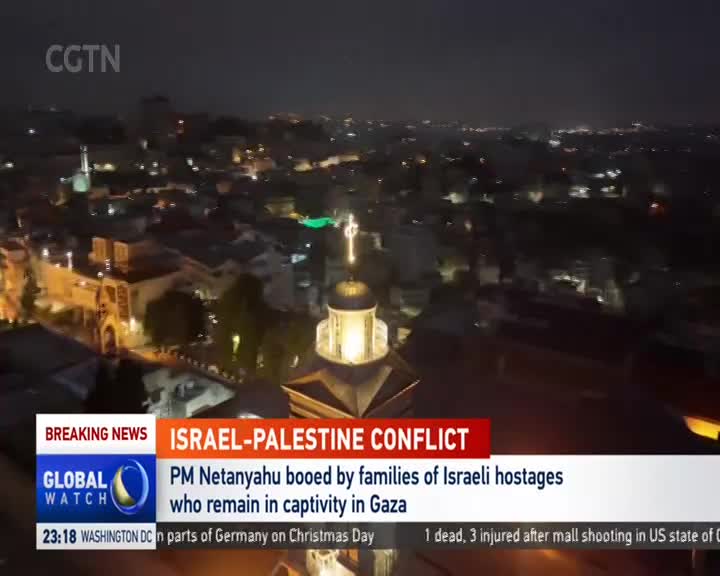 CGTN
BREAKING NEWS
ISRAEL-PALESTINE CONFLICT
GLOBAL WATCH
PM Netanyahu booed by families of Israeli hostages
who remain in captivity in Gaza
23:18 WASHINGTON DC
parts of Germany on Christmas Day 1 dead, 3 injured after mall shooting in US state of